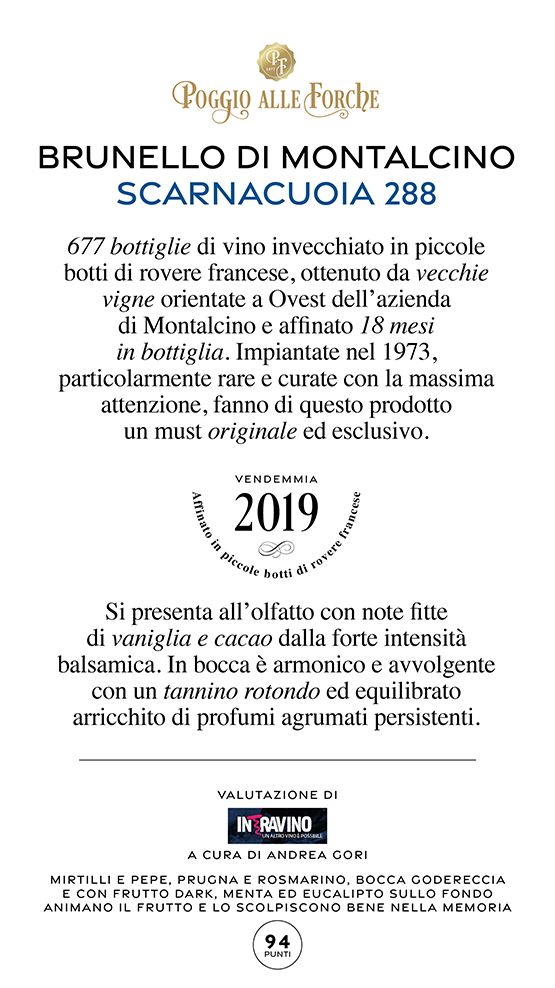 PF
1977
POGGIO ALLE FORCHE
BRUNELLO DI MONTALCINO
SCARNACUOIA 288
677 bottiglie di vino invecchiato in piccole
botti di rovere francese, ottenuto da vecchie
vigne orientate a Ovest dell’azienda
di Montalcino e affinato 18 mesi
in bottiglia. Impiantate nel 1973,
particolarmente rare e curate con la massima
attenzione, fanno di questo prodotto
un must originale ed esclusivo.
VENDEMMIA
2019
Affinato in piccole botti di rovere francese
Si presenta all’olfatto con note fitte
di vaniglia e cacao dalla forte intensità
balsamica. In bocca è armonico e avvolgente
con un tannino rotondo ed equilibrato
arricchito di profumi agrumati persistenti.
VALUTAZIONE DI
INTRAVINO
UN ALTRO VINO È POSSIBILE
A CURA DI ANDREA GORI
MIRTILLI E PEPE, PRUGNA E ROSMARINO, BOCCA GODERECCIA
E CON FRUTTO DARK, MENTA ED EUCALIPTO SULLO FONDO
ANIMANO IL FRUTTO E LO SCOLPISCONO BENE NELLA MEMORIA
94
PUNTI